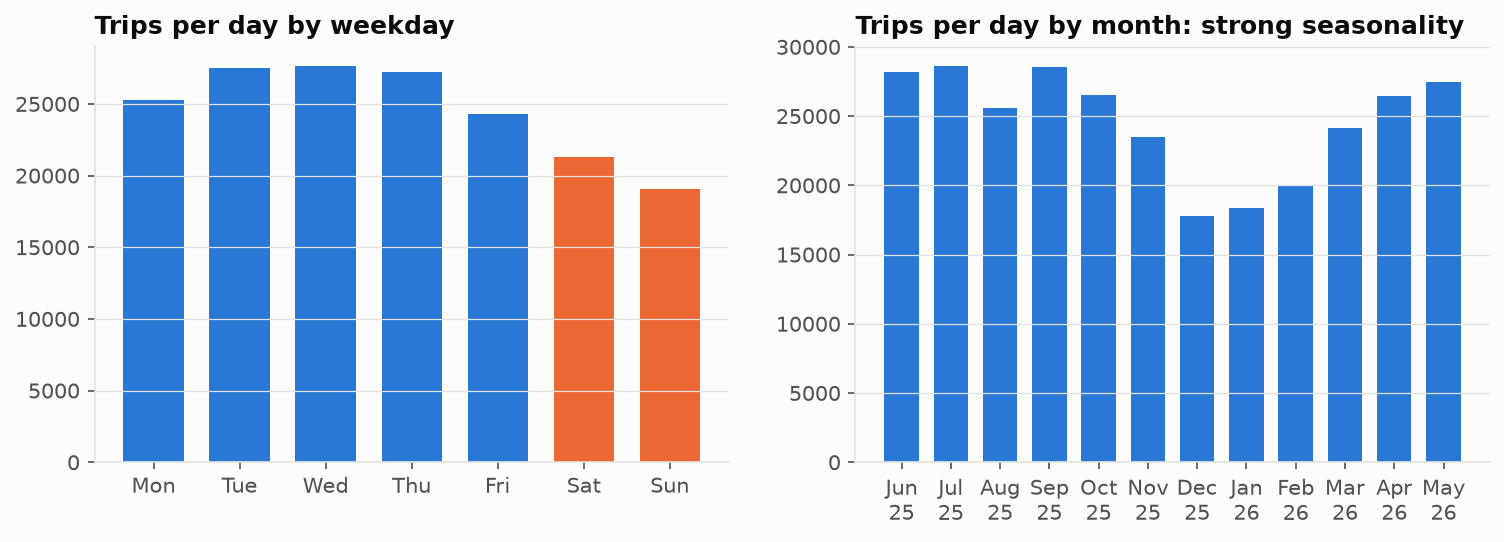 Trips per day by weekday
25000
20000
15000
10000
5000
0
Mon Tue Wed Thu Fri Sat Sun
Trips per day by month: strong seasonality
30000
25000
20000
15000
10000
5000
0
Jun Jul Aug Sep Oct Nov Dec Jan Feb Mar Apr May
25 25 25 25 25 25 25 26 26 26 26 26